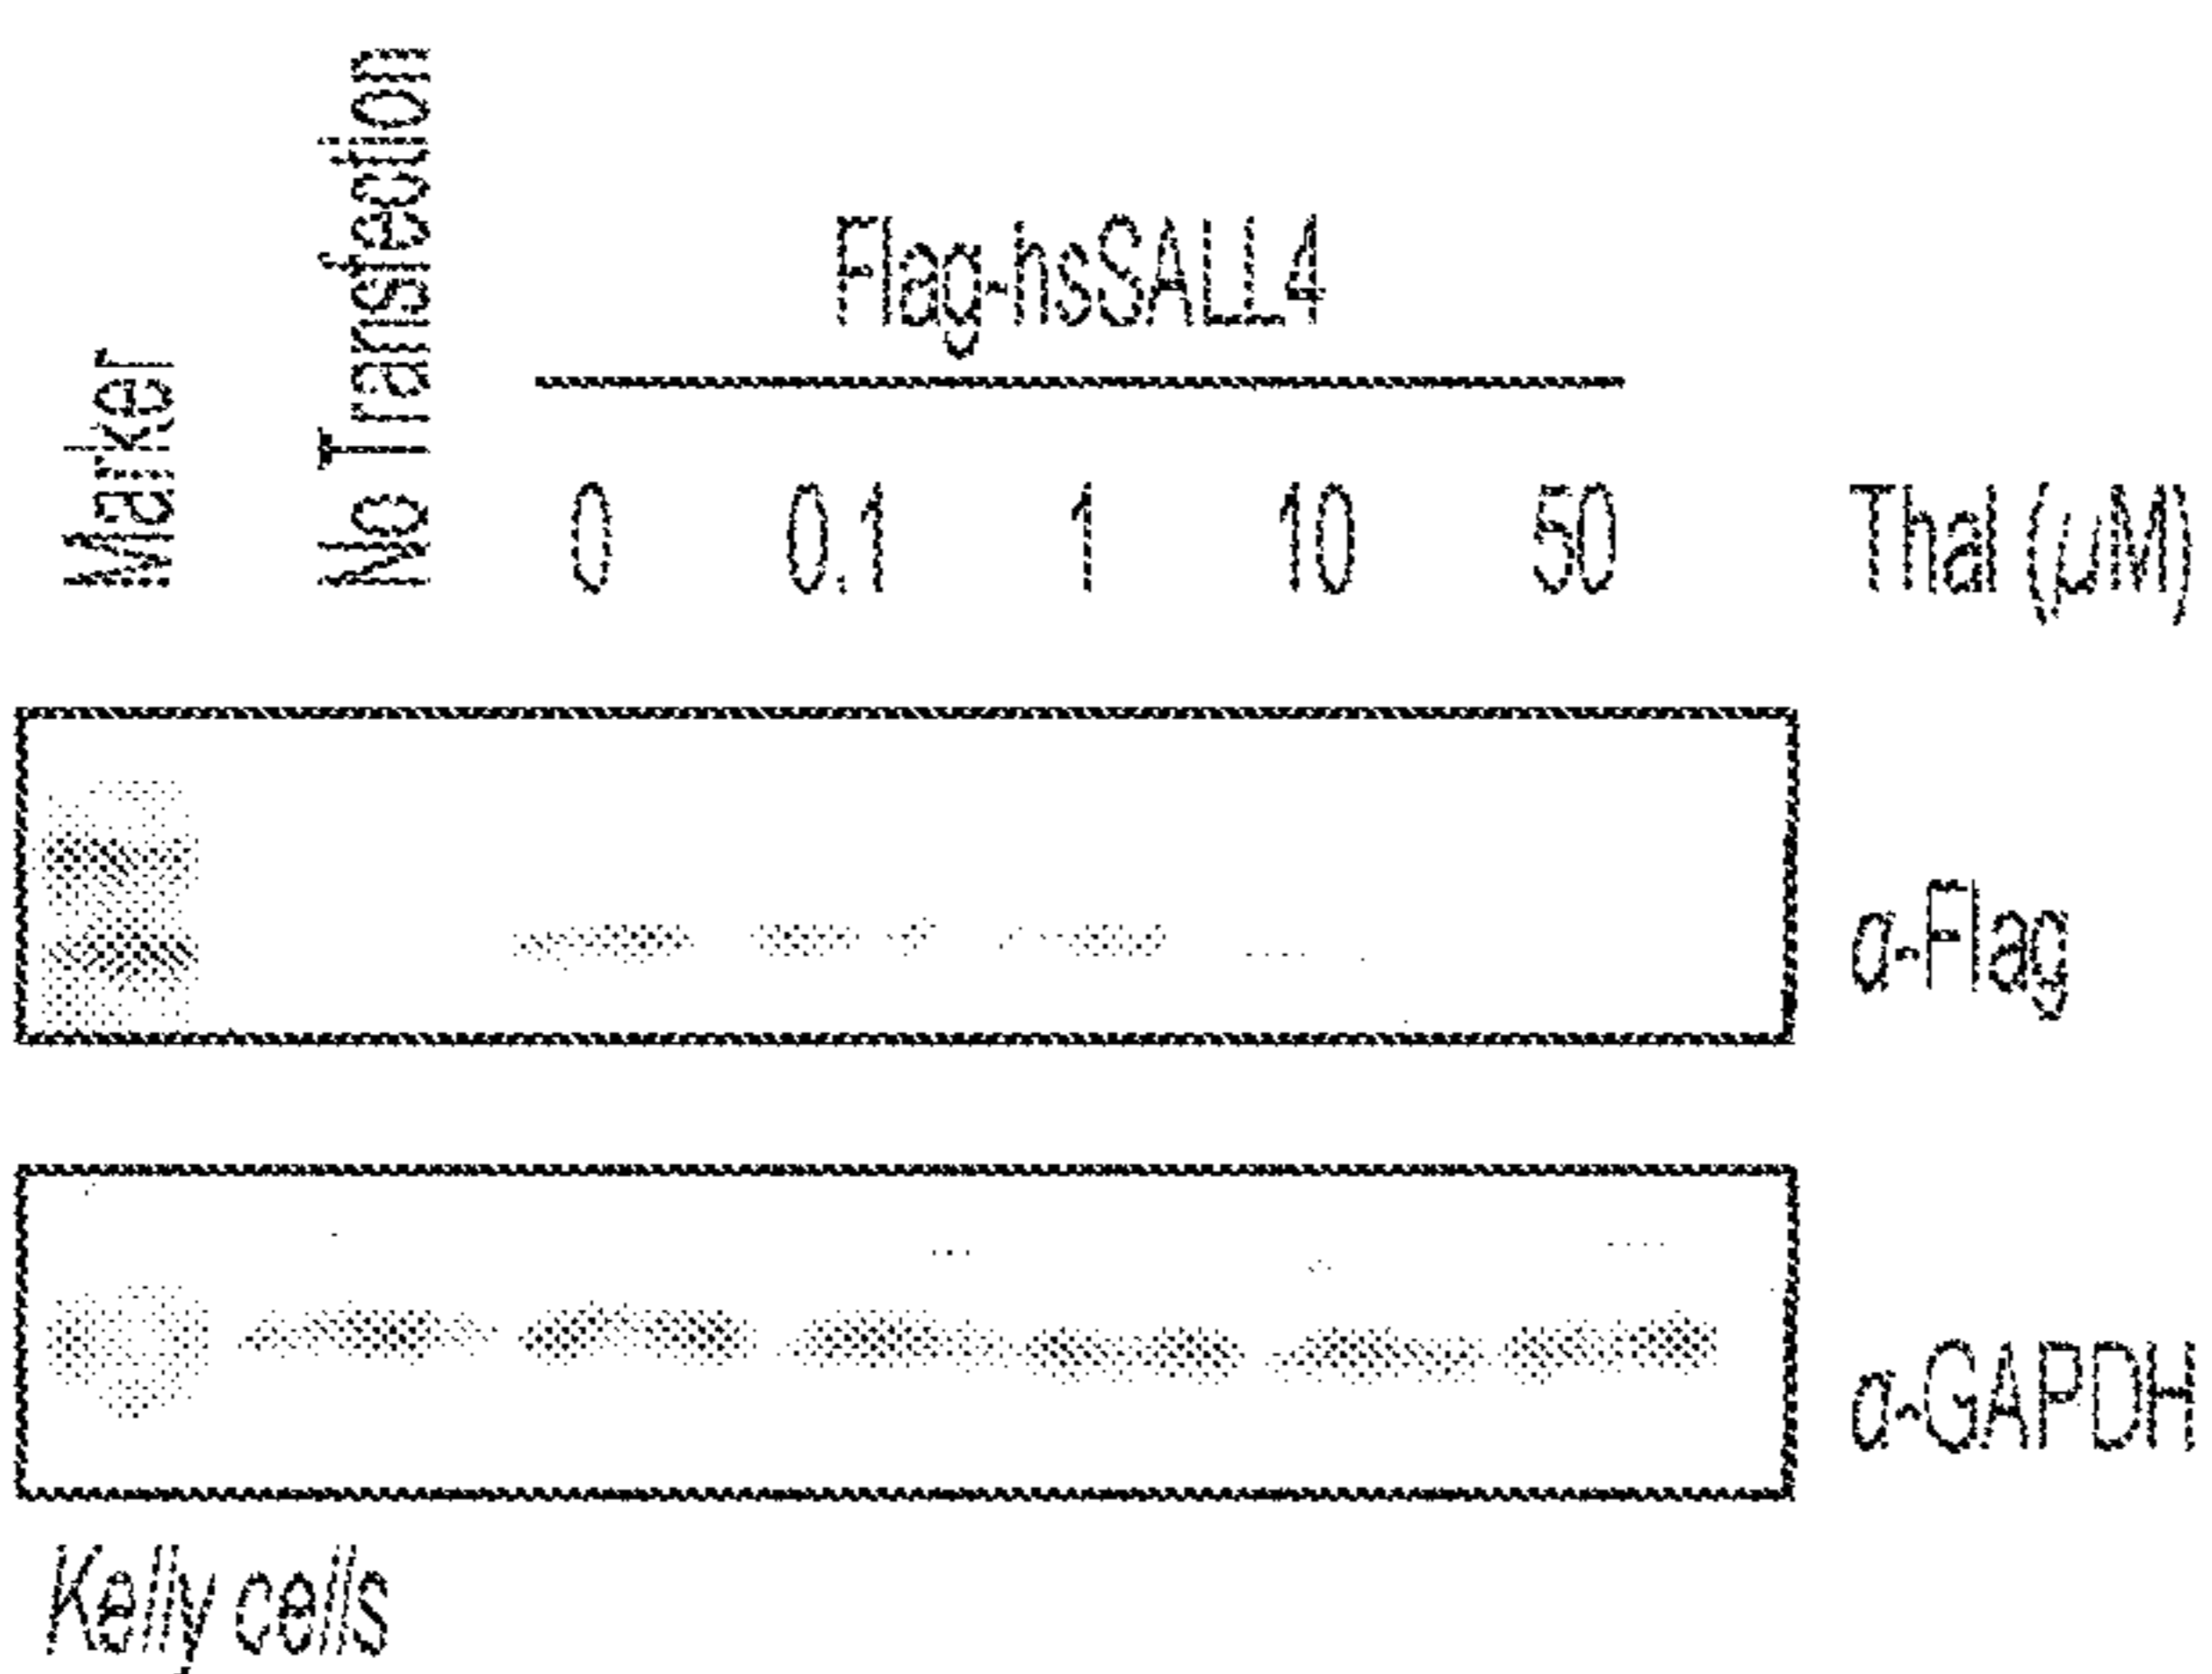 Marker
No Transfection
Flag-hsSALL4
0 0.1 1 10 50 Thal (μM)
α-Flag
α-GAPDH
Kelly cells